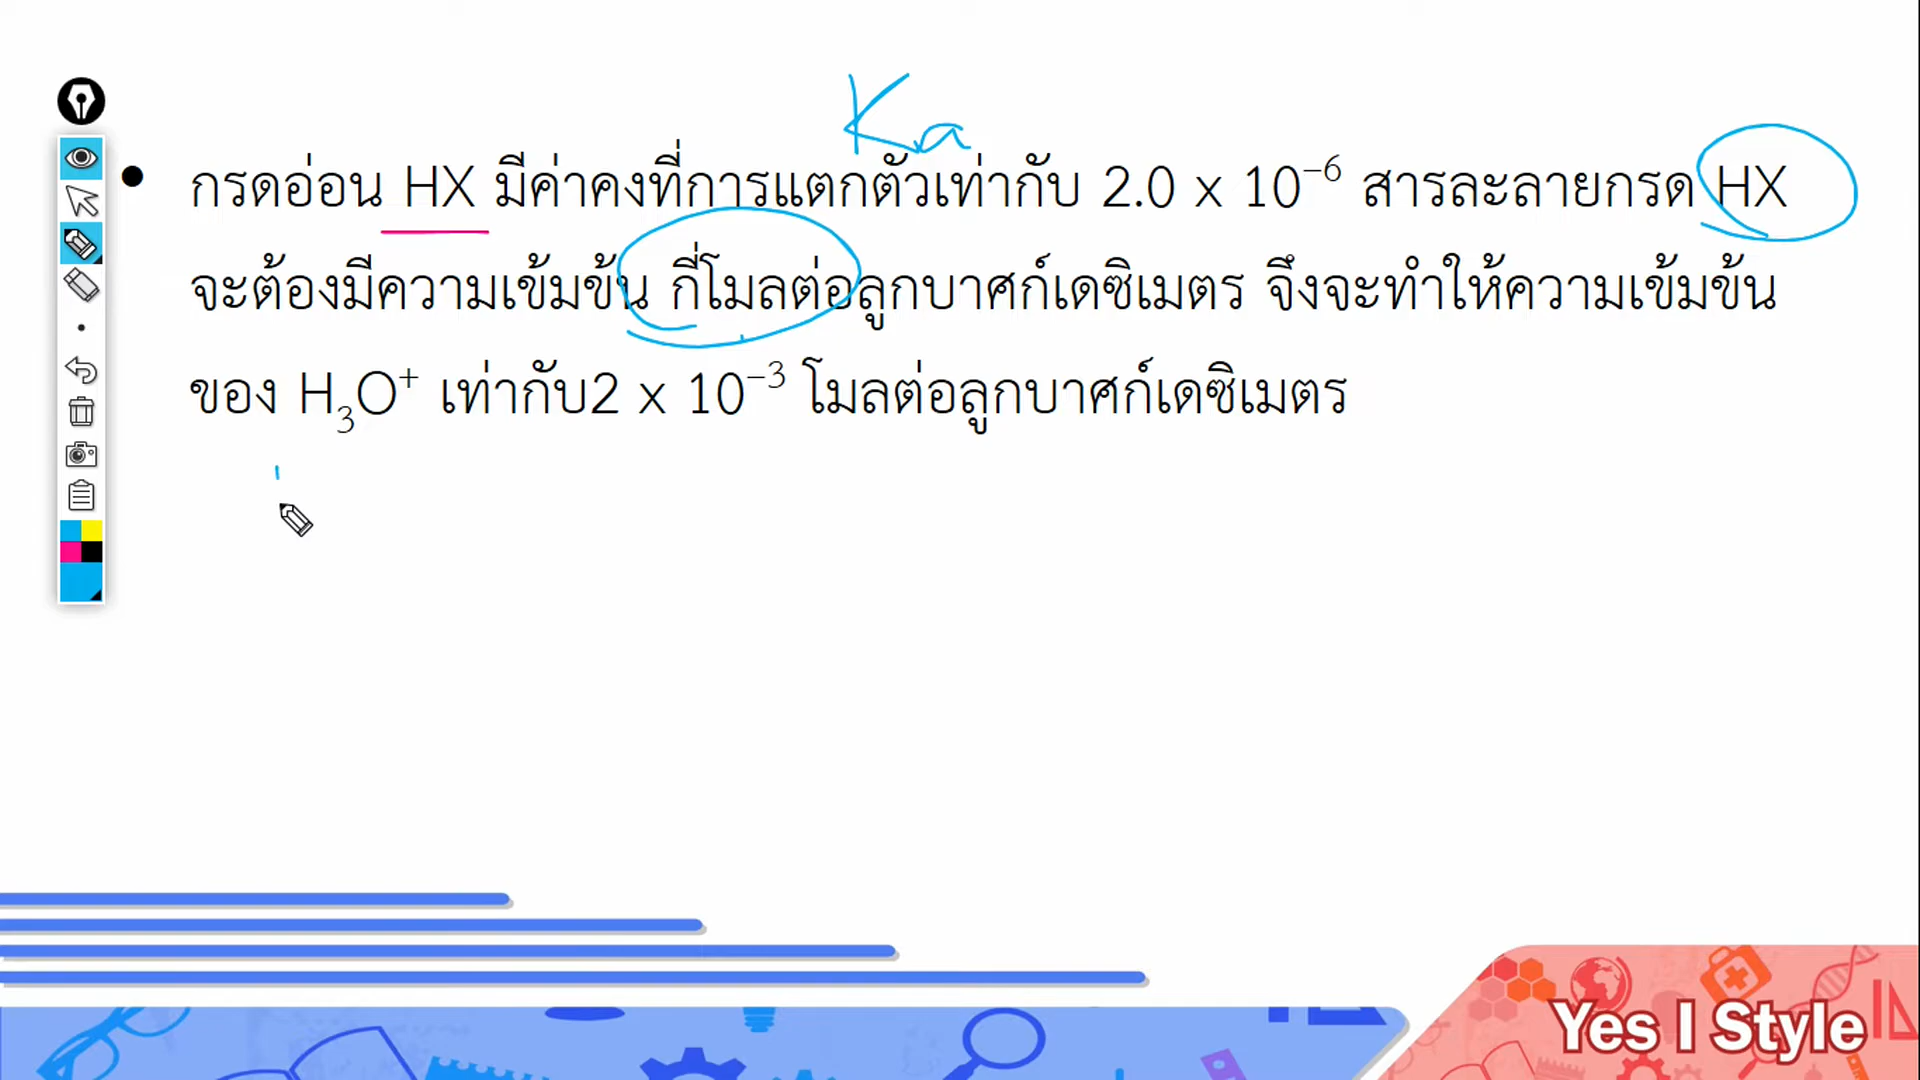 Ka
• กรดอ่อน HX มีค่าคงที่การแตกตัวเท่ากับ 2.0 x 10⁻⁶ สารละลายกรด HX
จะต้องมีความเข้มข้น กี่โมลต่อลูกบาศก์เดซิเมตร จึงจะทำให้ความเข้มข้น
ของ H₃O⁺ เท่ากับ2 x 10⁻³ โมลต่อลูกบาศก์เดซิเมตร
Yes I Style